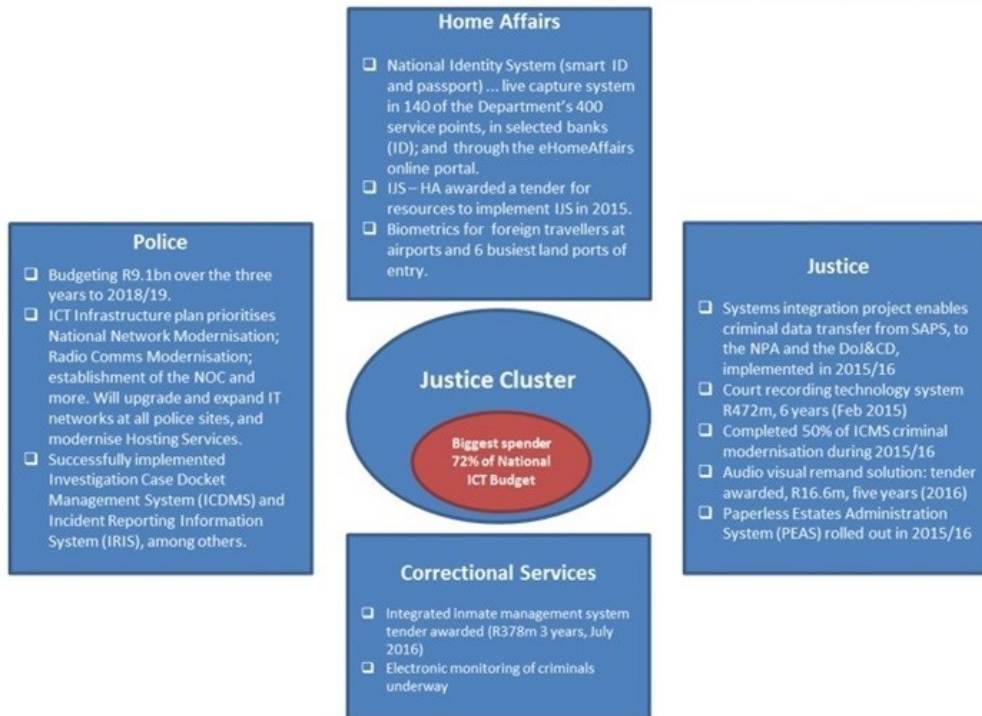 Home Affairs
❑ National Identity System (smart ID
and passport) ... live capture system
in 140 of the Department's 400
service points, in selected banks
(ID); and through the eHomeAffairs
online portal.
❑ IJS – HA awarded a tender for
resources to implement IJS in 2015.
❑ Biometrics for foreign travellers at
airports and 6 busiest land ports of
entry.
Police
❑ Budgeting R9.1bn over the three
years to 2018/19.
❑ ICT Infrastructure plan prioritises
National Network Modernisation;
Radio Comms Modernisation;
establishment of the NOC and
more. Will upgrade and expand IT
networks at all police sites, and
modernise Hosting Services.
❑ Successfully implemented
Investigation Case Docket
Management System (ICDMS) and
Incident Reporting Information
System (IRIS), among others.
Justice Cluster
Biggest spender
72% of National
ICT Budget
Justice
❑ Systems integration project enables
criminal data transfer from SAPS, to
the NPA and the DoJ&CD,
implemented in 2015/16
❑ Court recording technology system
R472m, 6 years (Feb 2015)
❑ Completed 50% of ICMS criminal
modernisation during 2015/16
❑ Audio visual remand solution: tender
awarded, R16.6m, five years (2016)
❑ Paperless Estates Administration
System (PEAS) rolled out in 2015/16
Correctional Services
❑ Integrated inmate management system
tender awarded (R378m 3 years, July
2016)
❑ Electronic monitoring of criminals
underway